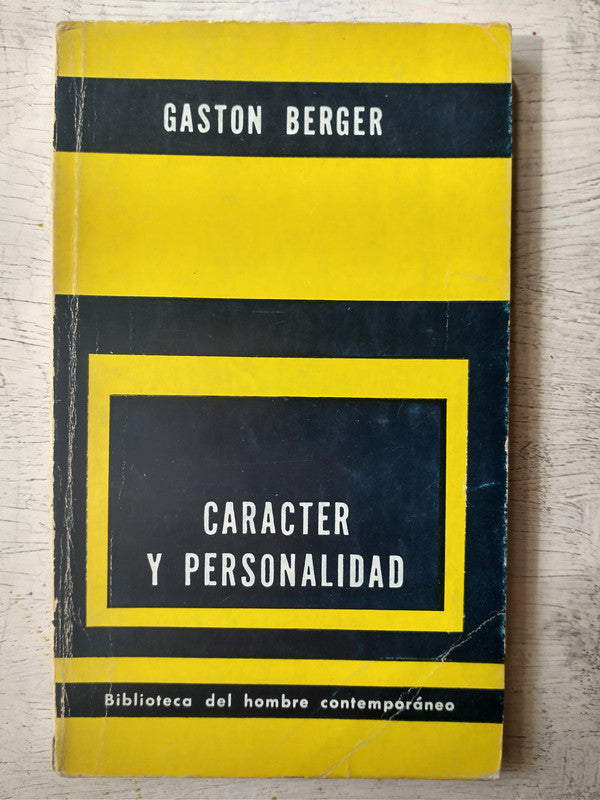 GASTON BERGER
CARACTER
Y PERSONALIDAD
Biblioteca del hombre contemporáneo